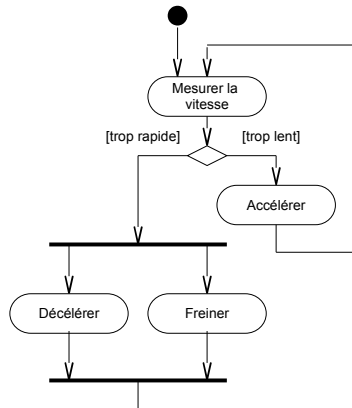 Mesurer la
vitesse
[trop rapide]
[trop lent]
Accélérer
Décélérer
Freiner